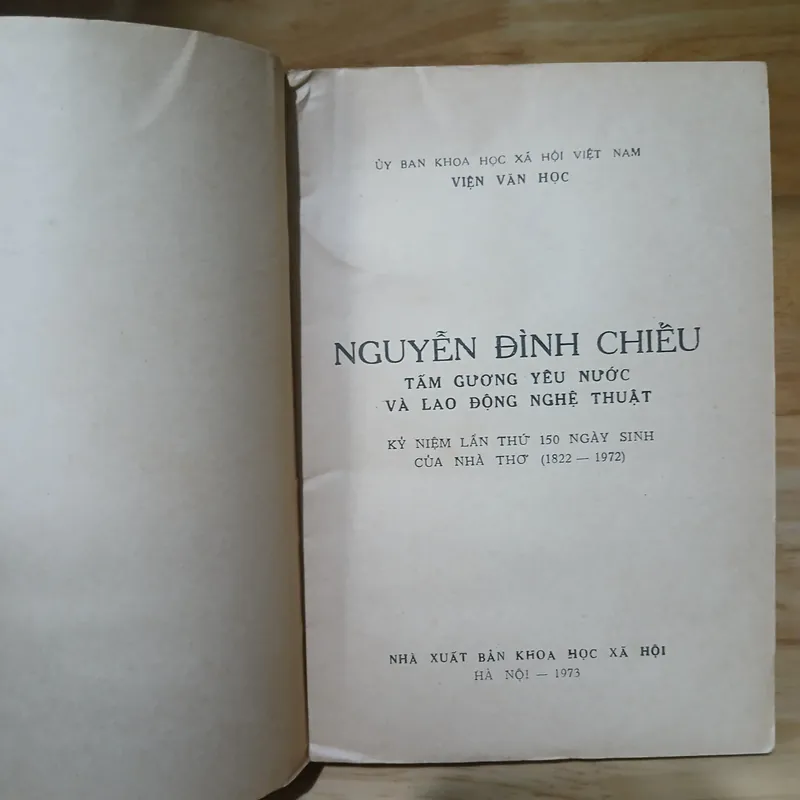 ỦY BAN KHOA HỌC XÃ HỘI VIỆT NAM
VIỆN VĂN HỌC
NGUYỄN ĐÌNH CHIỂU
TẤM GƯƠNG YÊU NƯỚC
VÀ LAO ĐỘNG NGHỆ THUẬT
KỶ NIỆM LẦN THỨ 150 NGÀY SINH
CỦA NHÀ THƠ (1822 — 1972)
NHÀ XUẤT BẢN KHOA HỌC XÃ HỘI
HÀ NỘI — 1973